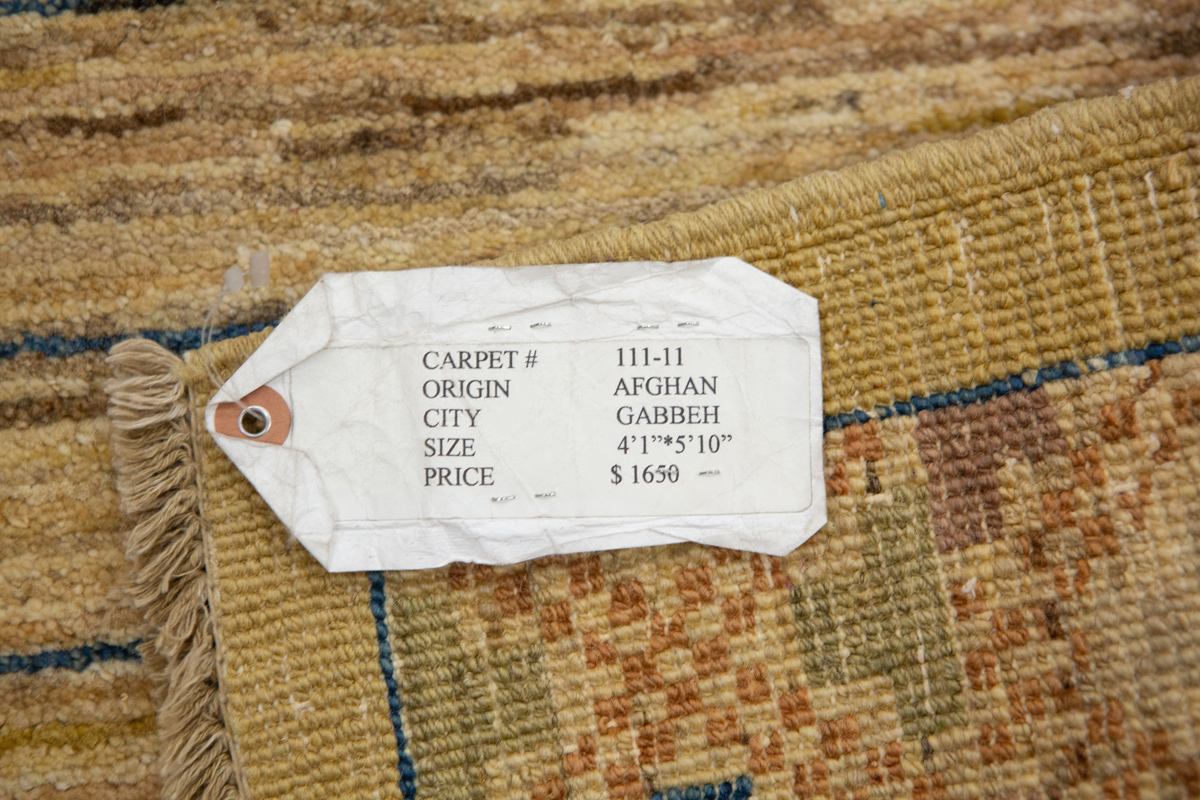 CARPET # 111-11
ORIGIN AFGHAN
CITY GABBEH
SIZE 4’1”*5’10”
PRICE $ 1650